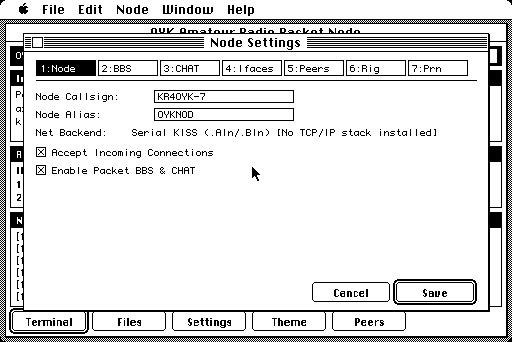 File Edit Node Window Help
OYK Amateur Radio Packet Node
Node Settings
1:Node 2:BBS 3:CHAT 4:Ifaces 5:Peers 6:Rig 7:Prn
Node Callsign: KR4OYK-7
Node Alias: OYKNOD
Net Backend: Serial KISS (.AIn/.BIn) [No TCP/IP stack installed]
Accept Incoming Connections
Enable Packet BBS & CHAT
Cancel Save
Terminal Files Settings Theme Peers